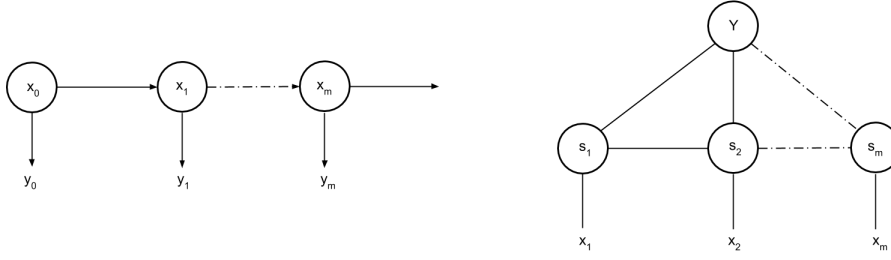 x₀ x₁ xₘ
y₀ y₁ yₘ
Y
s₁ s₂ sₘ
x₁ x₂ xₘ